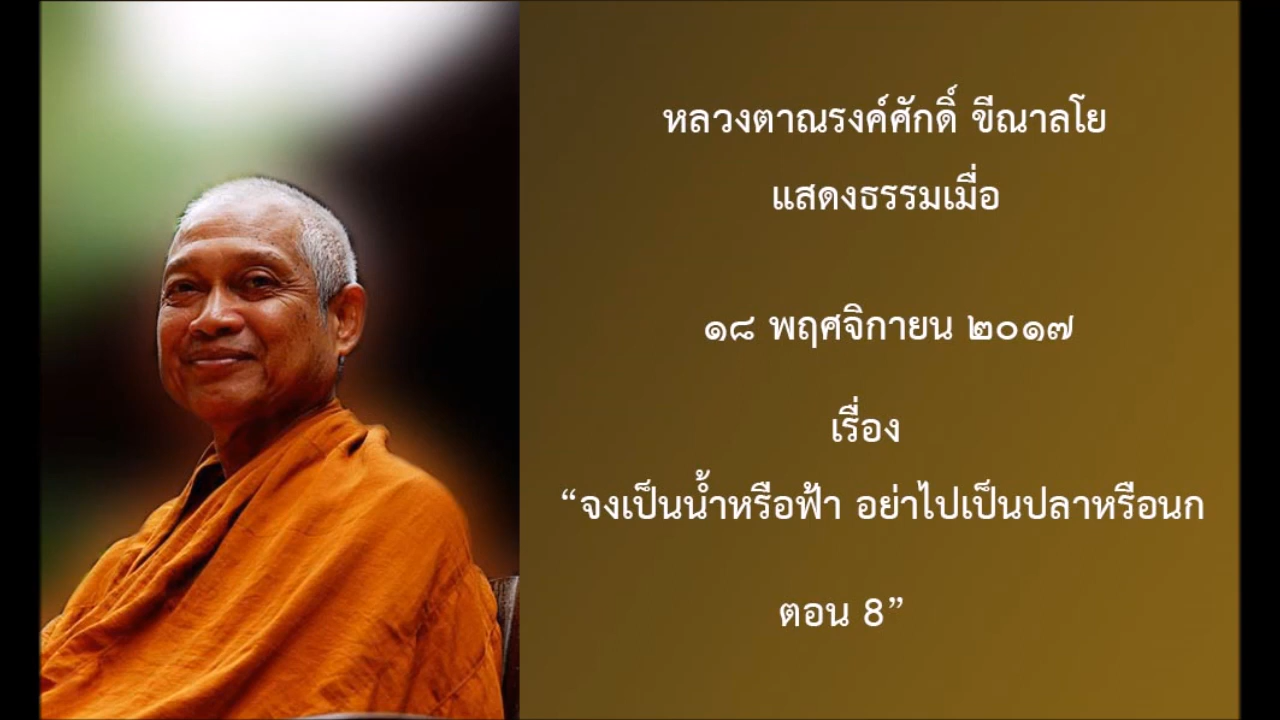 หลวงตาณรงค์ศักดิ์ ขีณาลโย
แสดงธรรมเมื่อ
๑๘ พฤศจิกายน ๒๐๑๗
เรื่อง
“จงเป็นน้ำหรือฟ้า อย่าไปเป็นปลาหรือนก
ตอน 8”